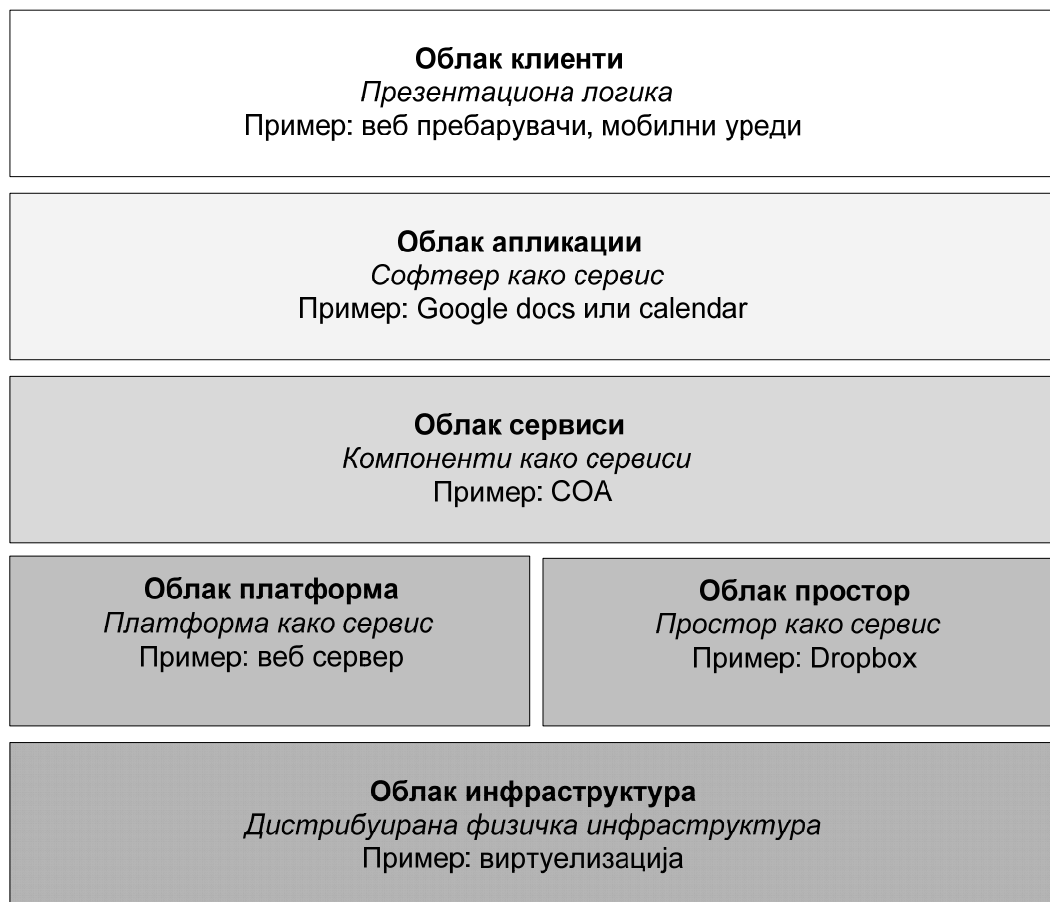 Облак клиенти
Презентациона логика
Пример: веб пребарувачи, мобилни уреди
Облак апликации
Софтвер како сервис
Пример: Google docs или calendar
Облак сервиси
Компоненти како сервиси
Пример: СОА
Облак платформа
Платформа како сервис
Пример: веб сервер
Облак простор
Простор како сервис
Пример: Dropbox
Облак инфраструктура
Дистрибуирана физичка инфраструктура
Пример: виртуелизација